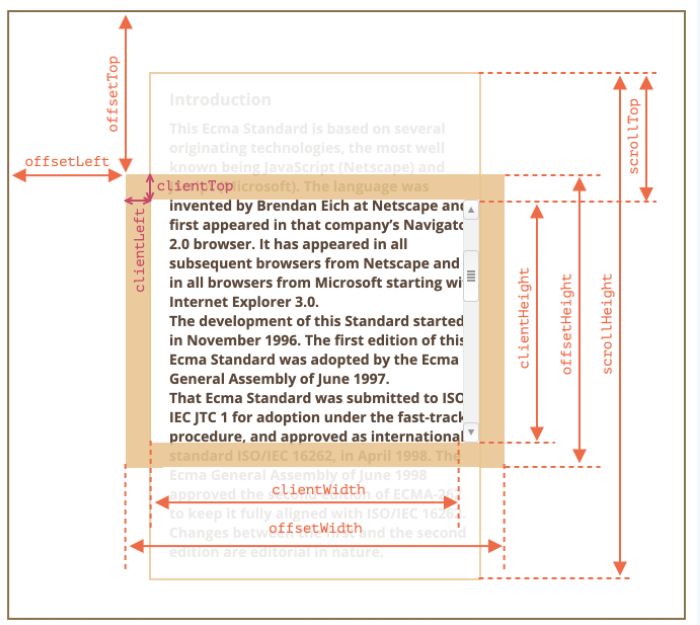 offsetTop
Introduction
This Ecma Standard is based on several
originating technologies, the most well
known being JavaScript (Netscape) and
(Microsoft). The language was
invented by Brendan Eich at Netscape and
first appeared in that company’s Navigato
2.0 browser. It has appeared in all
subsequent browsers from Netscape and
in all browsers from Microsoft starting wi
Internet Explorer 3.0.
The development of this Standard started
in November 1996. The first edition of this
Ecma Standard was adopted by the Ecma
General Assembly of June 1997.
That Ecma Standard was submitted to ISO
IEC JTC 1 for adoption under the fast-track
procedure, and approved as international
standard ISO/IEC 16262, in April 1998. The
Ecma General Assembly of June 1998
approved the second edition of ECMA-262
to keep it fully aligned with ISO/IEC 16262.
Changes between the first and the second
edition are editorial in nature.
offsetLeft
clientTop
clientLeft
clientWidth
offsetWidth
clientHeight
offsetHeight
scrollHeight
scrollTop